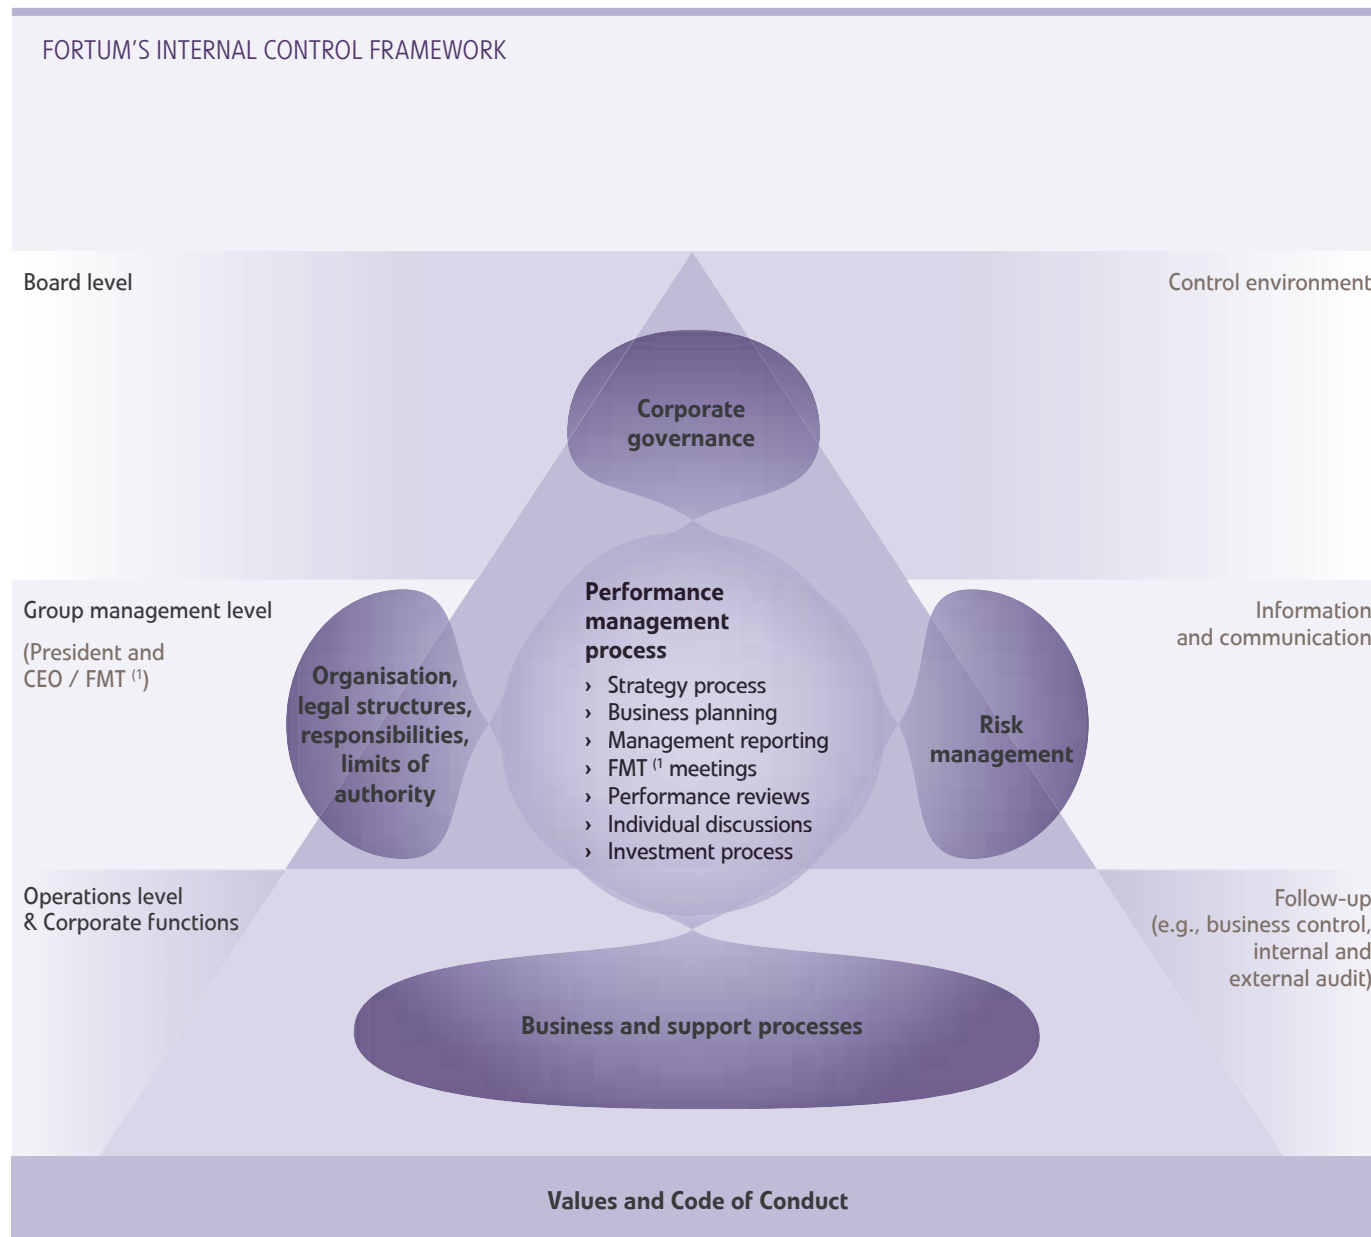 FORTUM'S INTERNAL CONTROL FRAMEWORK
Board level
Control environment
Corporate
governance
Group management level
(President and
CEO / FMT (1)
Information
and communication
Organisation,
legal structures,
responsibilities,
limits of
authority
Performance
management
process
› Strategy process
› Business planning
› Management reporting
› FMT (1 meetings
› Performance reviews
› Individual discussions
› Investment process
Risk
management
Operations level
& Corporate functions
Follow-up
(e.g., business control,
internal and
external audit)
Business and support processes
Values and Code of Conduct